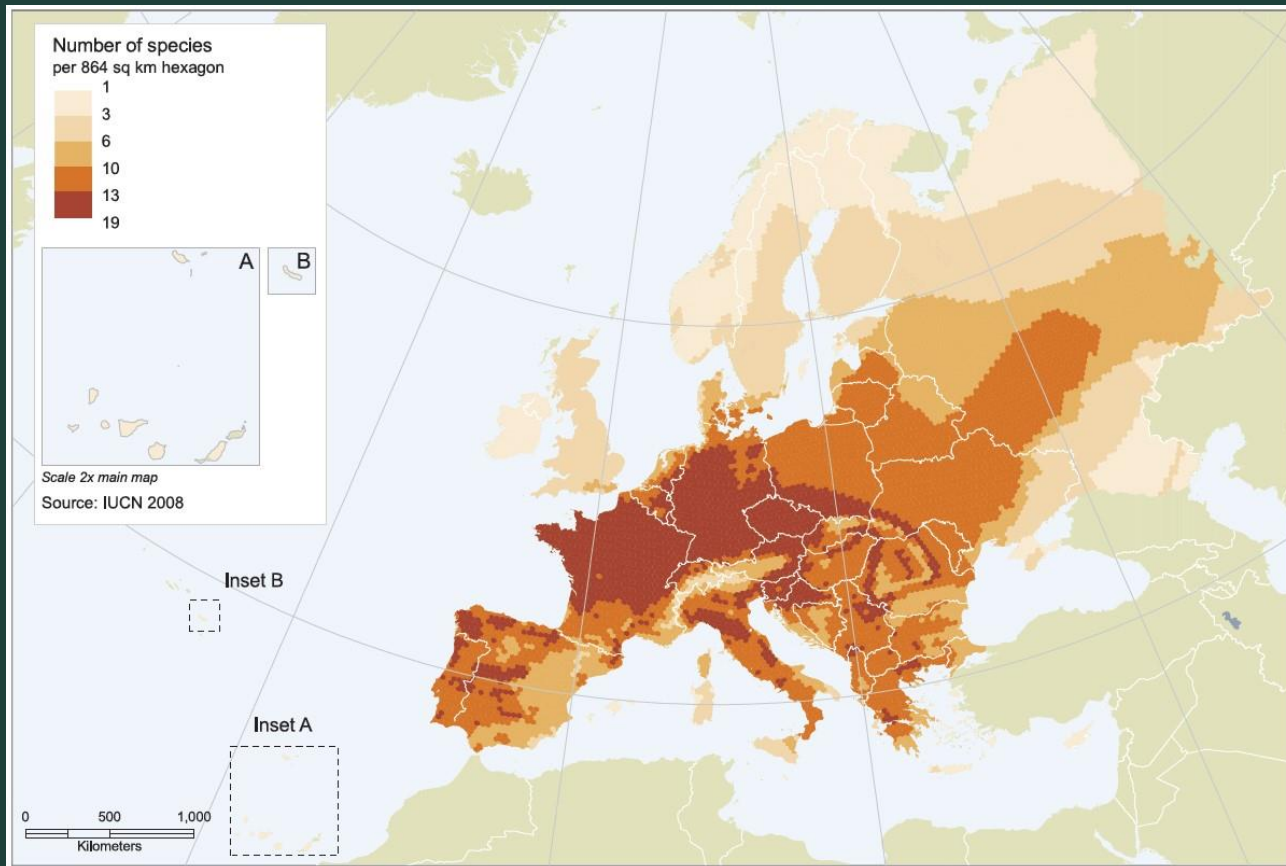 Number of species
per 864 sq km hexagon
1
3
6
10
13
19
A
B
Scale 2x main map
Source: IUCN 2008
Inset B
Inset A
0 500 1,000
Kilometers